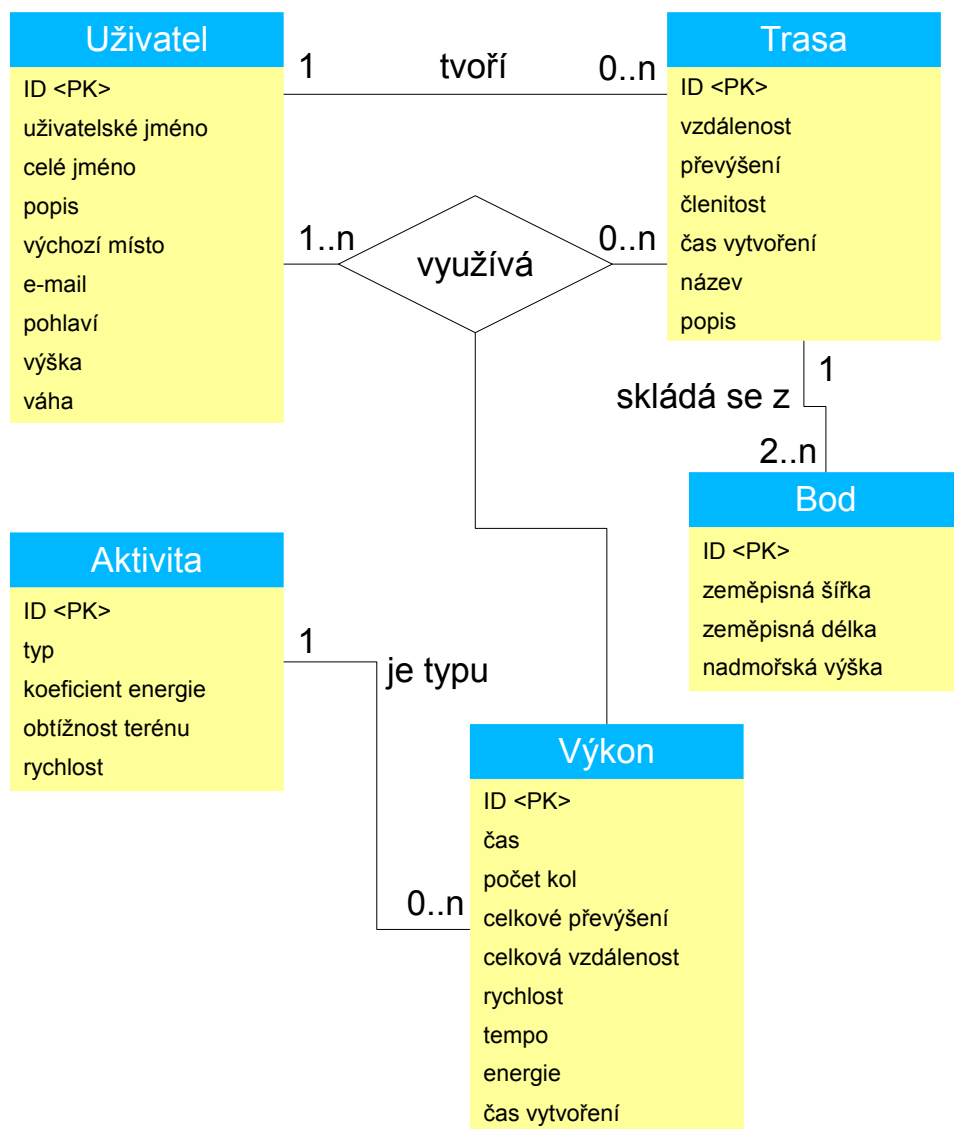 Uživatel
ID <PK>
uživatelské jméno
celé jméno
popis
výchozí místo
e-mail
pohlaví
výška
váha
1
tvoří
0..n
Trasa
ID <PK>
vzdálenost
převýšení
členitost
čas vytvoření
název
popis
1..n
využívá
0..n
1
skládá se z
2..n
Bod
ID <PK>
zeměpisná šířka
zeměpisná délka
nadmořská výška
Aktivita
ID <PK>
typ
koeficient energie
obtížnost terénu
rychlost
1
je typu
0..n
Výkon
ID <PK>
čas
počet kol
celkové převýšení
celková vzdálenost
rychlost
tempo
energie
čas vytvoření